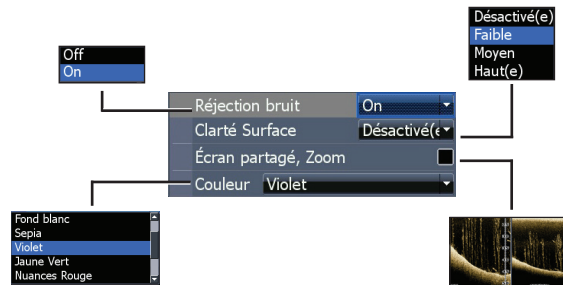 Désactivé(e)
Faible
Moyen
Haut(e)
Off
On
Réjection bruit On
Clarté Surface Désactivé(e
Écran partagé, Zoom
Couleur Violet
Fond blanc
Sepia
Violet
Jaune Vert
Nuances Rouge